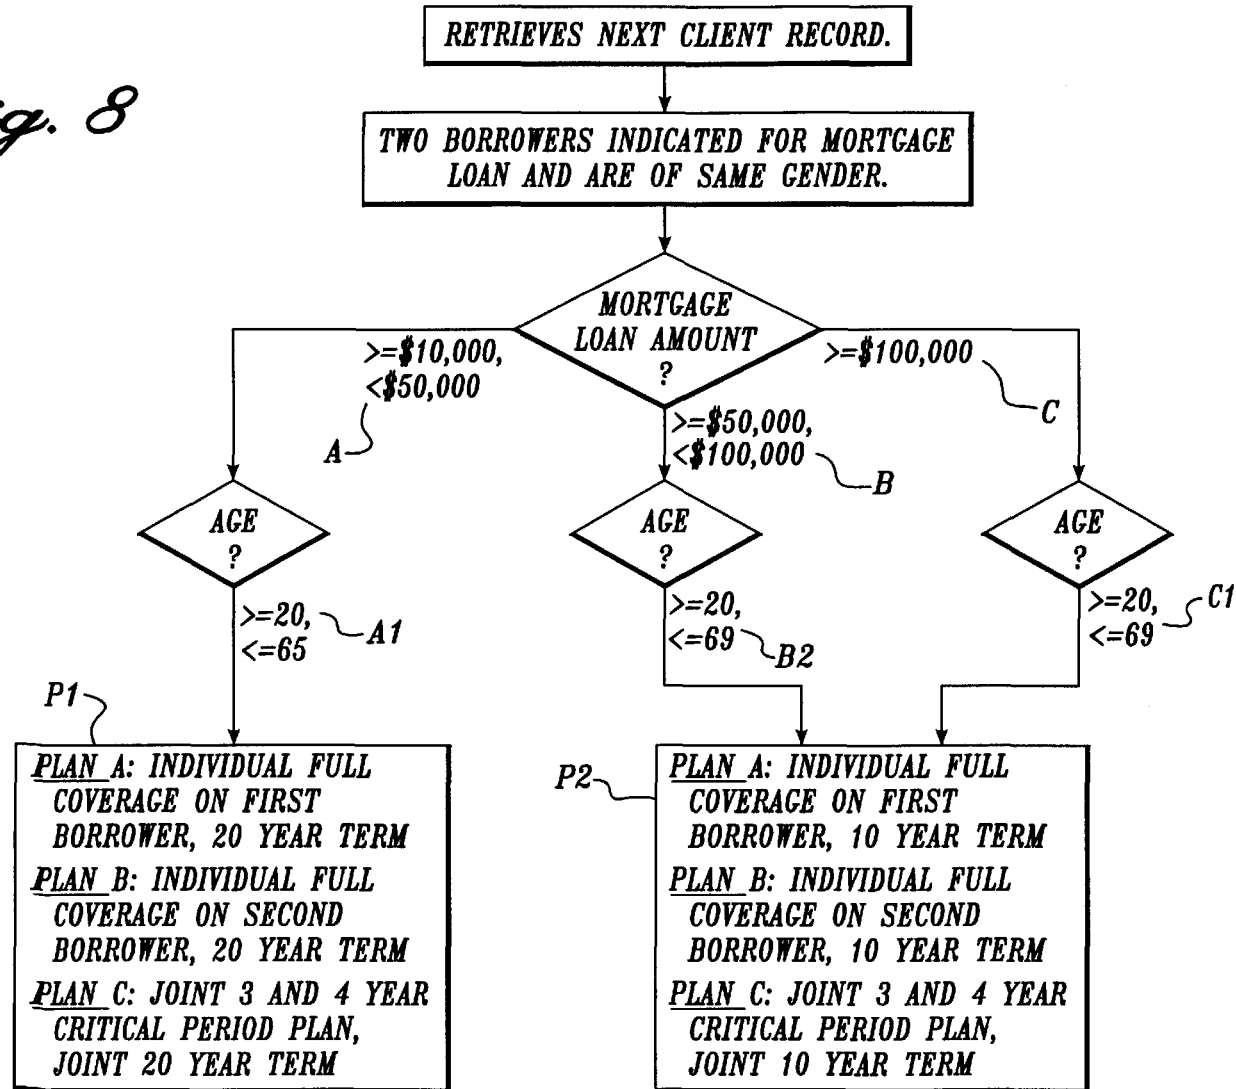 RETRIEVES NEXT CLIENT RECORD.
g. 8
TWO BORROWERS INDICATED FOR MORTGAGE
LOAN AND ARE OF SAME GENDER.
MORTGAGE
LOAN AMOUNT
?
>=$10,000,
<$50,000
A
>=$50,000,
<$100,000
B
>=$100,000
C
AGE
?
AGE
?
AGE
?
>=20,
<=65
A1
>=20,
<=69
B2
>=20,
<=69
C1
P1
PLAN A: INDIVIDUAL FULL
COVERAGE ON FIRST
BORROWER, 20 YEAR TERM
PLAN B: INDIVIDUAL FULL
COVERAGE ON SECOND
BORROWER, 20 YEAR TERM
PLAN C: JOINT 3 AND 4 YEAR
CRITICAL PERIOD PLAN,
JOINT 20 YEAR TERM
P2
PLAN A: INDIVIDUAL FULL
COVERAGE ON FIRST
BORROWER, 10 YEAR TERM
PLAN B: INDIVIDUAL FULL
COVERAGE ON SECOND
BORROWER, 10 YEAR TERM
PLAN C: JOINT 3 AND 4 YEAR
CRITICAL PERIOD PLAN,
JOINT 10 YEAR TERM